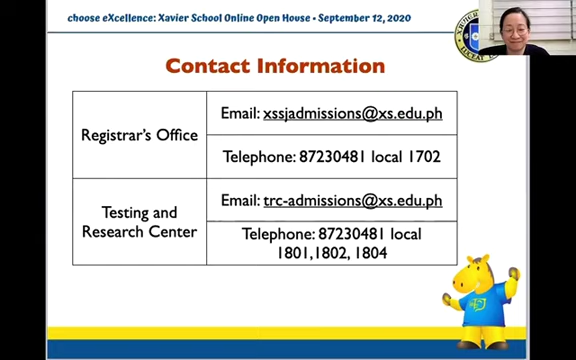 choose eXcellence: Xavier School Online Open House • September 12, 2020
Contact Information
Registrar's Office
Email: xssjadmissions@xs.edu.ph
Telephone: 87230481 local 1702
Testing and
Research Center
Email: trc-admissions@xs.edu.ph
Telephone: 87230481 local
1801,1802, 1804